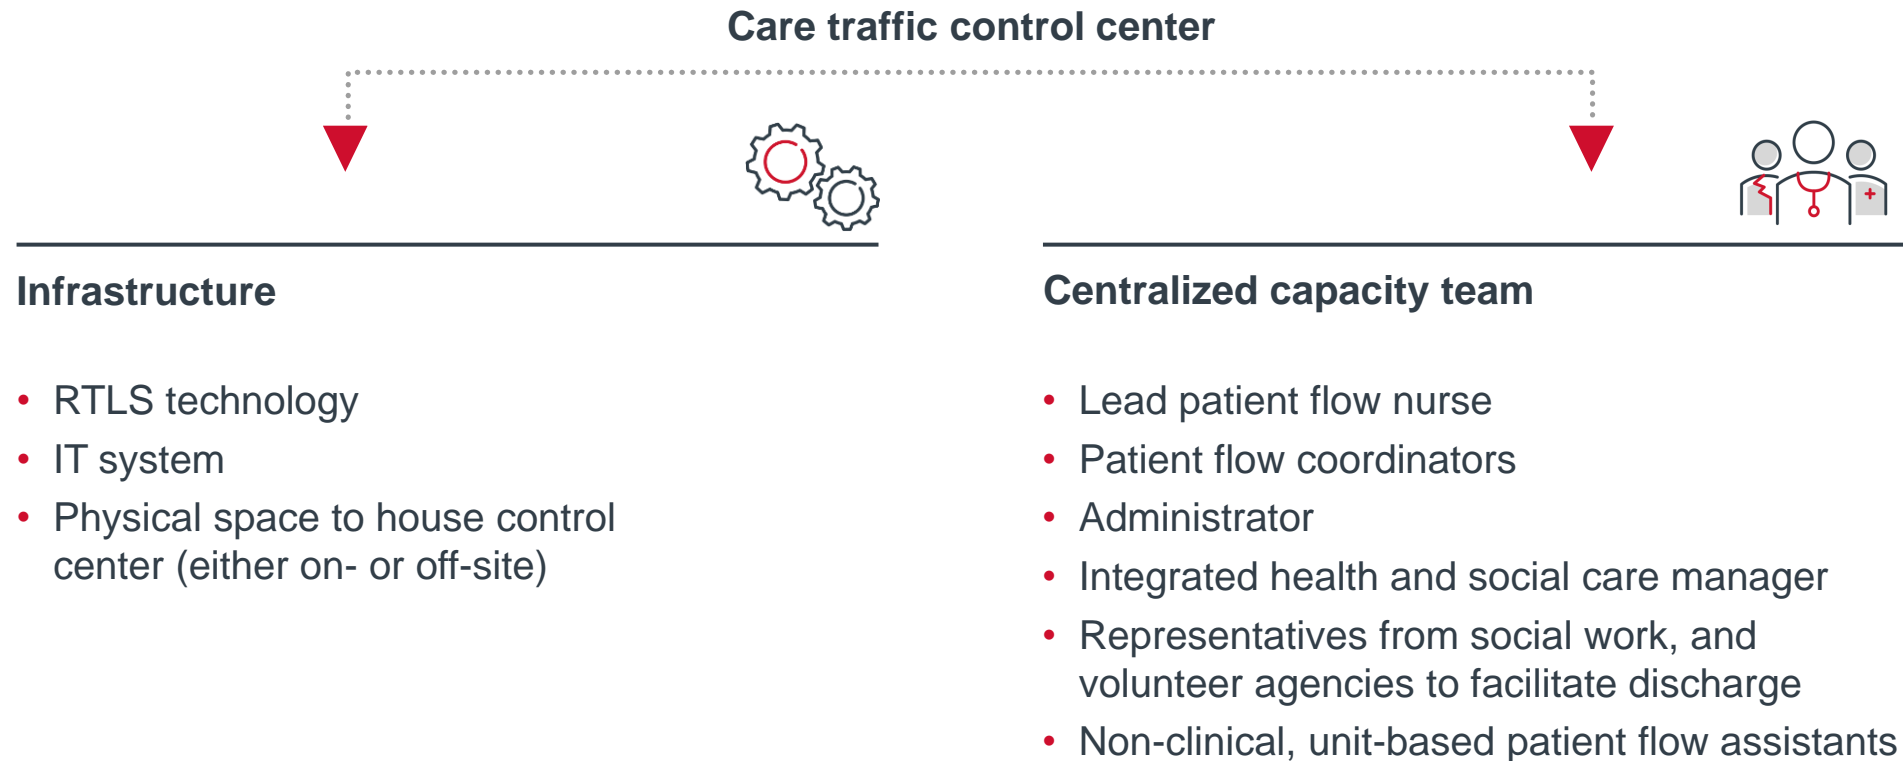 Care traffic control center
Infrastructure
• RTLS technology
• IT system
• Physical space to house control
center (either on- or off-site)
Centralized capacity team
• Lead patient flow nurse
• Patient flow coordinators
• Administrator
• Integrated health and social care manager
• Representatives from social work, and
volunteer agencies to facilitate discharge
• Non-clinical, unit-based patient flow assistants